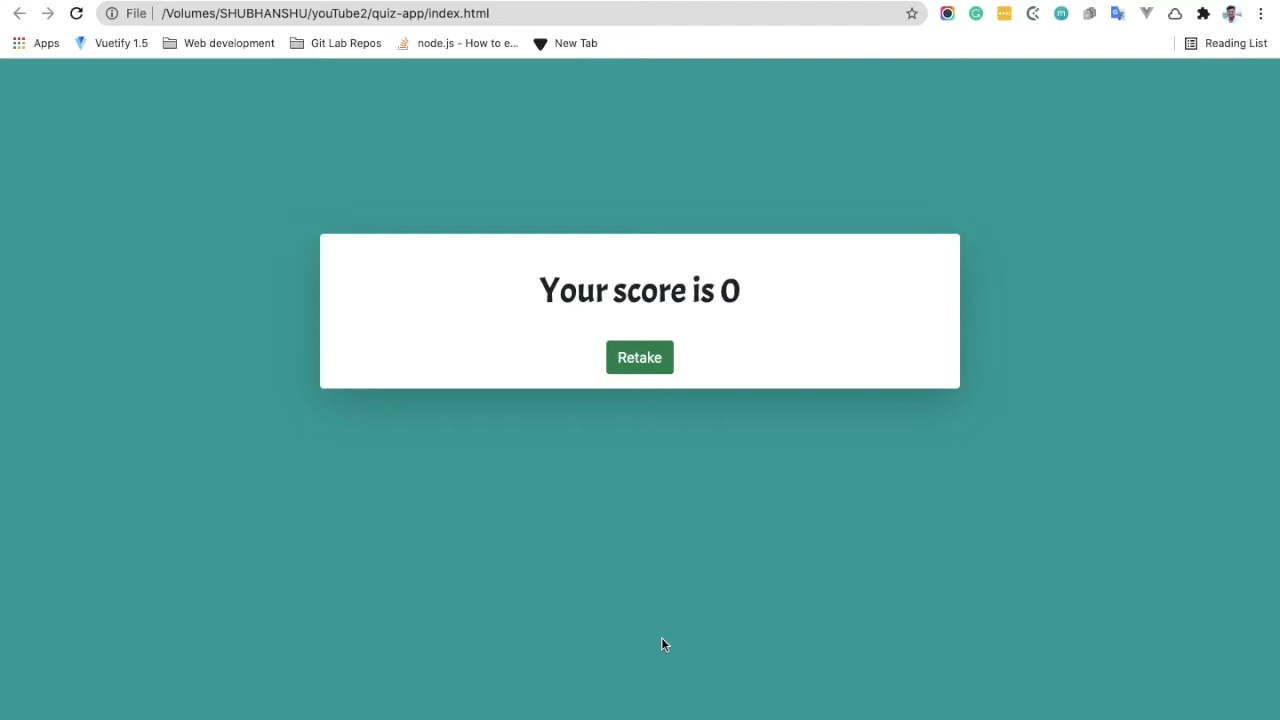 File /Volumes/SHUBHANSHU/youTube2/quiz-app/index.html
Apps Vuetify 1.5 Web development Git Lab Repos node.js - How to e... New Tab Reading List
Your score is 0
Retake